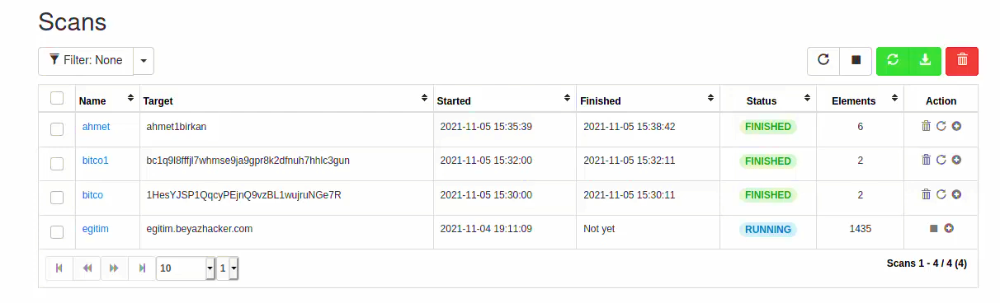 Scans
Filter: None
Name Target Started Finished Status Elements Action
ahmet ahmet1birkan 2021-11-05 15:35:39 2021-11-05 15:38:42 FINISHED 6
bitco1 bc1q9l8fffjl7whmse9ja9gpr8k2dfnuh7hhlc3gun 2021-11-05 15:32:00 2021-11-05 15:32:11 FINISHED 2
bitco 1HesYJSP1QqcyPEjnQ9vzBL1wujruNGe7R 2021-11-05 15:30:00 2021-11-05 15:30:11 FINISHED 2
egitim egitim.beyazhacker.com 2021-11-04 19:11:09 Not yet RUNNING 1435
10 1 Scans 1 - 4 / 4 (4)